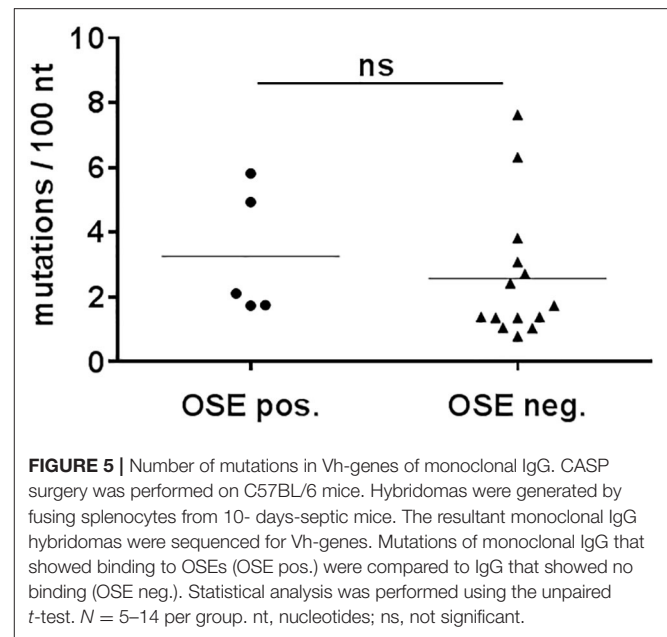 10
ns
8
6
4
2
0
mutations / 100 nt
OSE pos.
OSE neg.
FIGURE 5 | Number of mutations in Vh-genes of monoclonal IgG. CASP
surgery was performed on C57BL/6 mice. Hybridomas were generated by
fusing splenocytes from 10- days-septic mice. The resultant monoclonal IgG
hybridomas were sequenced for Vh-genes. Mutations of monoclonal IgG that
showed binding to OSEs (OSE pos.) were compared to IgG that showed no
binding (OSE neg.). Statistical analysis was performed using the unpaired
t-test. N = 5–14 per group. nt, nucleotides; ns, not significant.